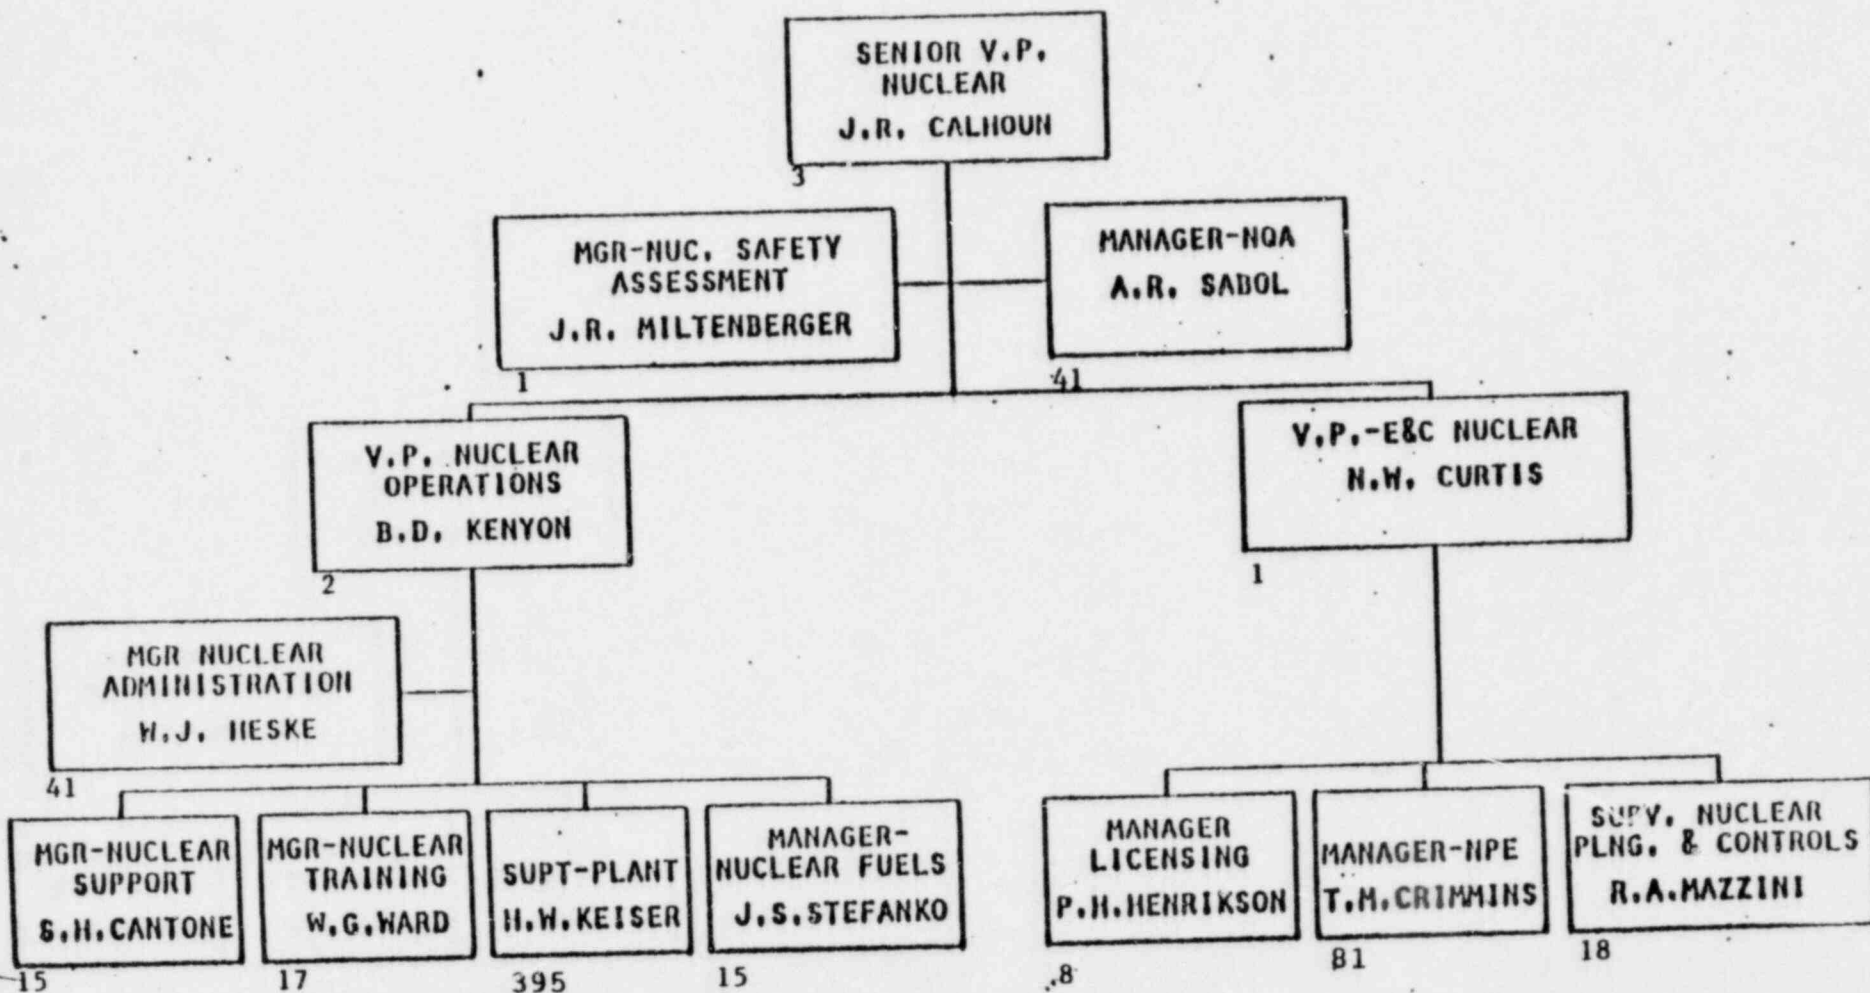 SENIOR V.P.
NUCLEAR
J.R. CALHOUN
3
MGR-NUC. SAFETY
ASSESSMENT
J.R. MILTENBERGER
1
MANAGER-NQA
A.R. SABOL
41
V.P. NUCLEAR
OPERATIONS
B.D. KENYON
2
V.P.-E&C NUCLEAR
N.W. CURTIS
1
MGR NUCLEAR
ADMINISTRATION
W.J. HESKE
41
MGR-NUCLEAR
SUPPORT
S.H.CANTONE
15
MGR-NUCLEAR
TRAINING
W.G.WARD
17
SUPT-PLANT
H.W.KEISER
395
MANAGER-
NUCLEAR FUELS
J.S.STEFANKO
15
MANAGER
LICENSING
P.H.HENRIKSON
8
MANAGER-NPE
T.M.CRIMMINS
81
SUPV. NUCLEAR
PLNG. & CONTROLS
R.A.MAZZINI
18